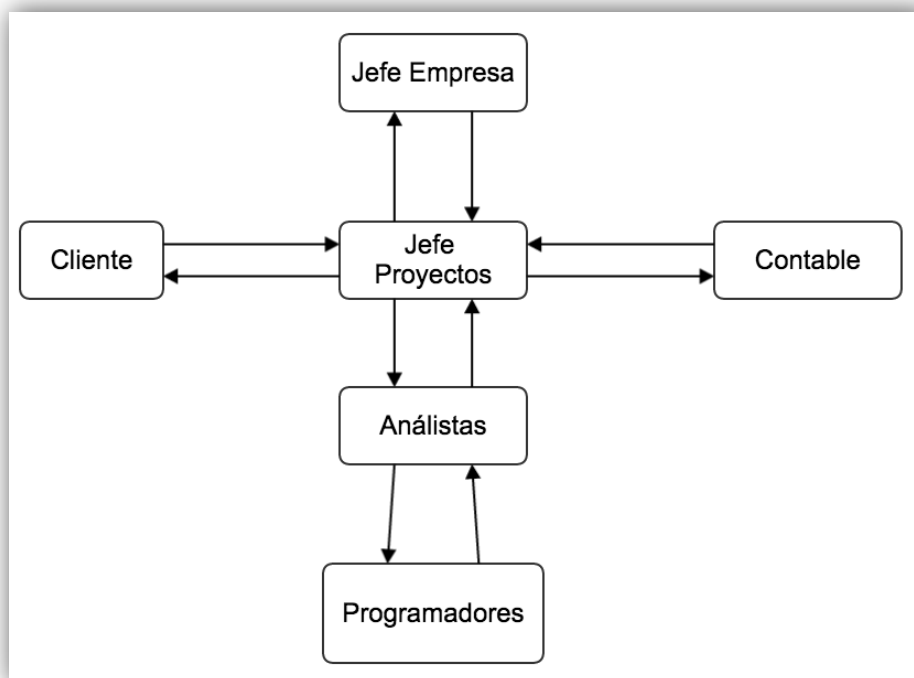 Jefe Empresa
Cliente
Jefe
Proyectos
Contable
Análistas
Programadores